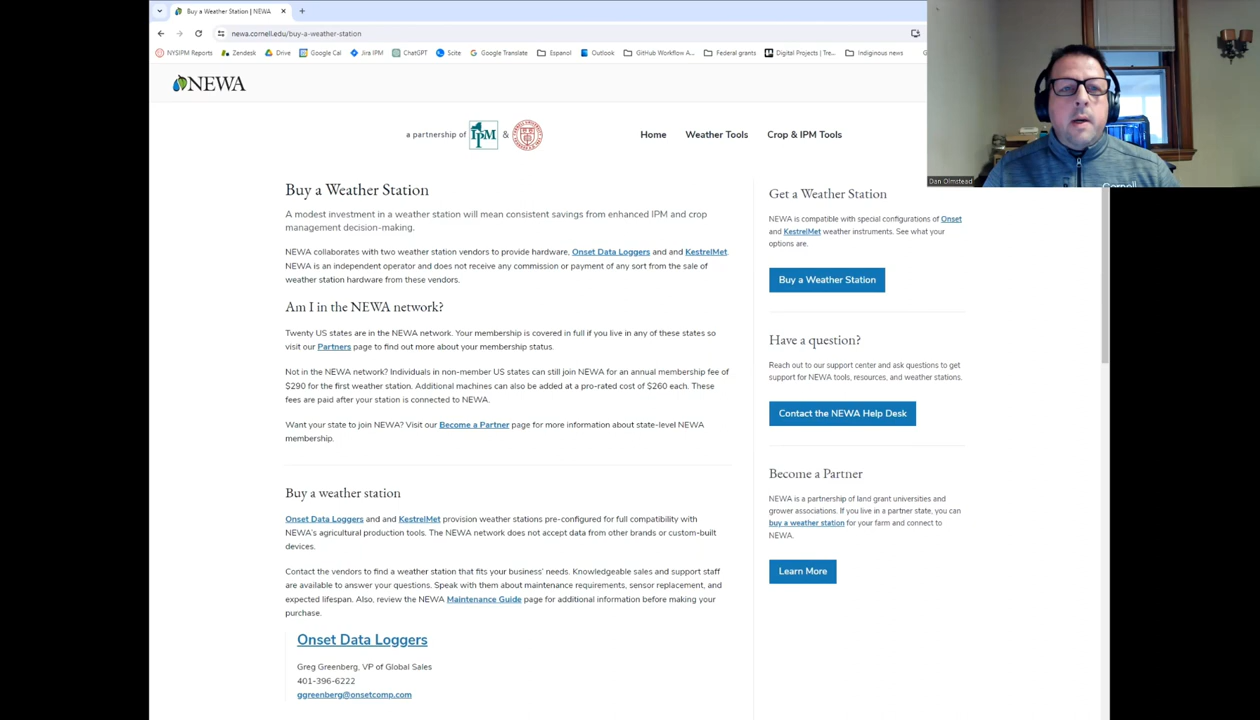 Buy a Weather Station | NEWA
newa.cornell.edu/buy-a-weather-station
NYSIPM Reports Zendesk Drive Google Cal Jira IPM ChatGPT Scite Google Translate Espanol Outlook GitHub Workflow A... Federal grants Digital Projects | Tre... Indiginous news
NEWA
a partnership of IPM &
Home Weather Tools Crop & IPM Tools
Dan Olmstead
Cornell
Buy a Weather Station
A modest investment in a weather station will mean consistent savings from enhanced IPM and crop
management decision-making.
NEWA collaborates with two weather station vendors to provide hardware, Onset Data Loggers and and KestrelMet.
NEWA is an independent operator and does not receive any commission or payment of any sort from the sale of
weather station hardware from these vendors.
Am I in the NEWA network?
Twenty US states are in the NEWA network. Your membership is covered in full if you live in any of these states so
visit our Partners page to find out more about your membership status.
Not in the NEWA network? Individuals in non-member US states can still join NEWA for an annual membership fee of
$290 for the first weather station. Additional machines can also be added at a pro-rated cost of $260 each. These
fees are paid after your station is connected to NEWA.
Want your state to join NEWA? Visit our Become a Partner page for more information about state-level NEWA
membership.
Buy a weather station
Onset Data Loggers and and KestrelMet provision weather stations pre-configured for full compatibility with
NEWA's agricultural production tools. The NEWA network does not accept data from other brands or custom-built
devices.
Contact the vendors to find a weather station that fits your business' needs. Knowledgeable sales and support staff
are available to answer your questions. Speak with them about maintenance requirements, sensor replacement, and
expected lifespan. Also, review the NEWA Maintenance Guide page for additional information before making your
purchase.
Onset Data Loggers
Greg Greenberg, VP of Global Sales
401-396-6222
ggreenberg@onsetcomp.com
Get a Weather Station
NEWA is compatible with special configurations of Onset
and KestrelMet weather instruments. See what your
options are.
Buy a Weather Station
Have a question?
Reach out to our support center and ask questions to get
support for NEWA tools, resources, and weather stations.
Contact the NEWA Help Desk
Become a Partner
NEWA is a partnership of land grant universities and
grower associations. If you live in a partner state, you can
buy a weather station for your farm and connect to
NEWA.
Learn More